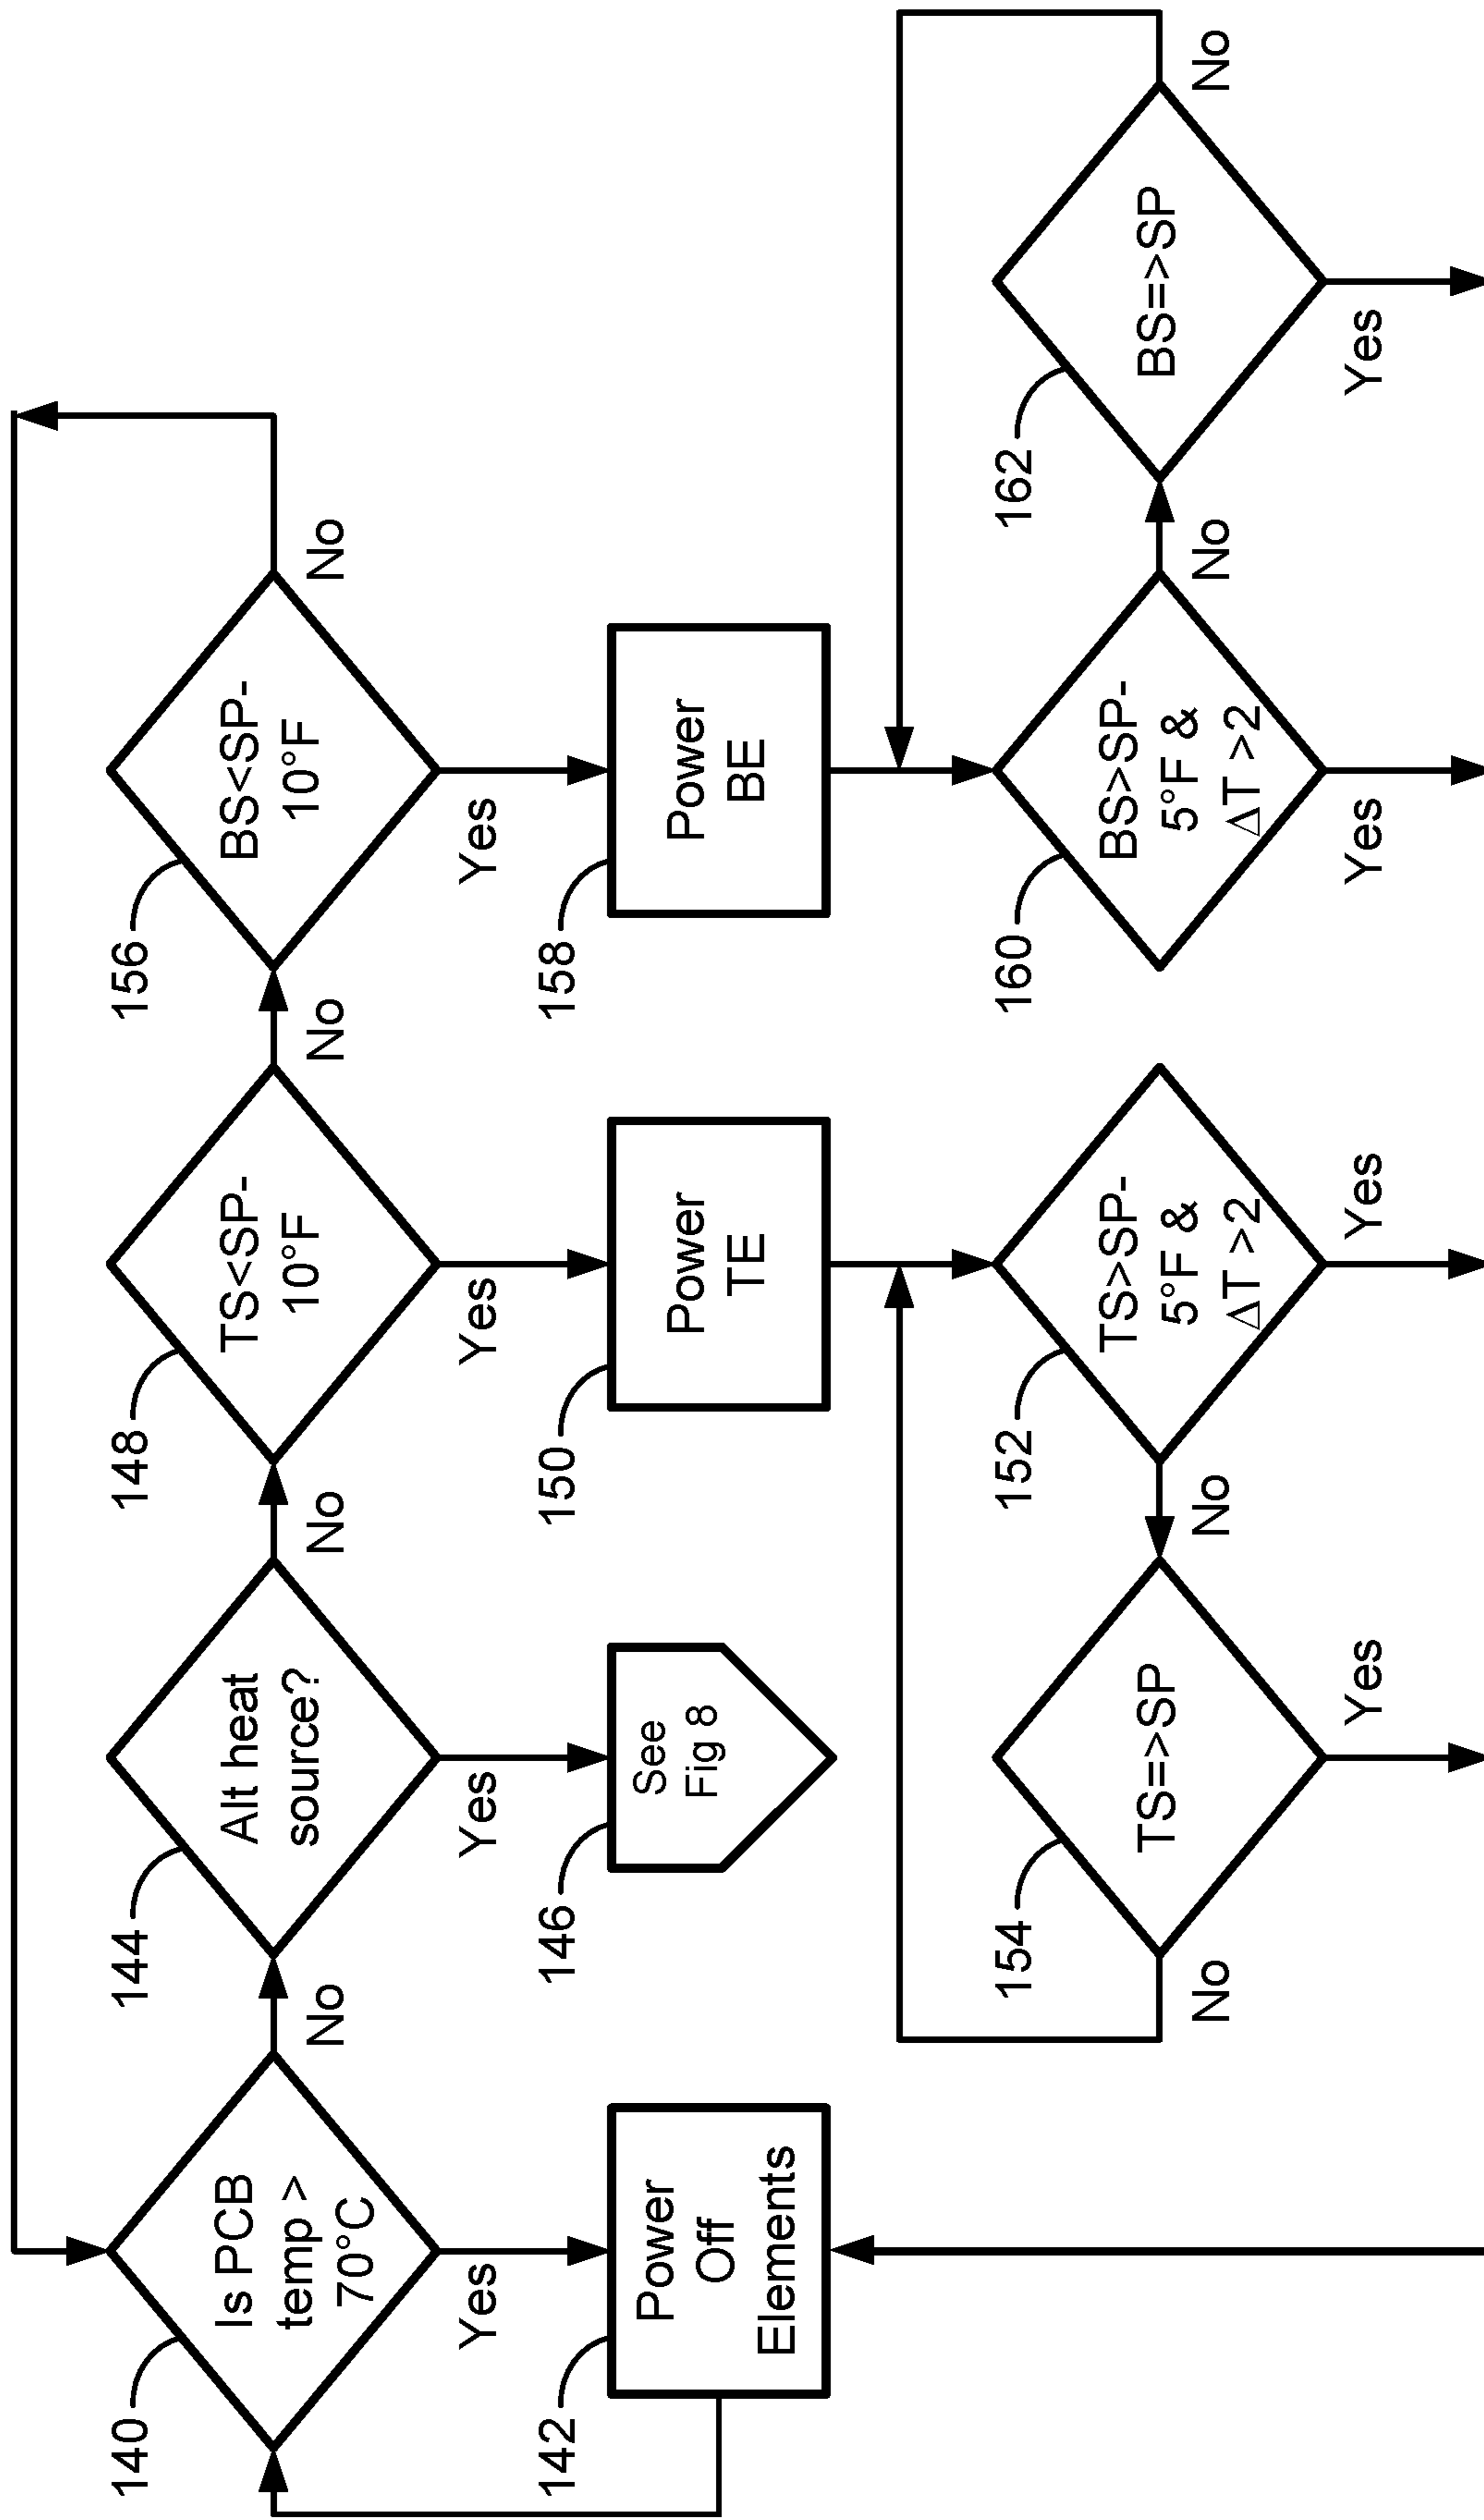 140
Is PCB
temp >
70°C
No
Yes
144
Alt heat
source?
No
Yes
148
TS<SP-
10°F
No
Yes
156
BS<SP-
10°F
No
Yes
142
Power
Off
Elements
146
See
Fig 8
150
Power
TE
158
Power
BE
154
TS=>SP
No
Yes
152
TS>SP-
5°F &
ΔT >2
No
Yes
160
BS>SP-
5°F &
ΔT >2
No
Yes
162
BS=>SP
No
Yes